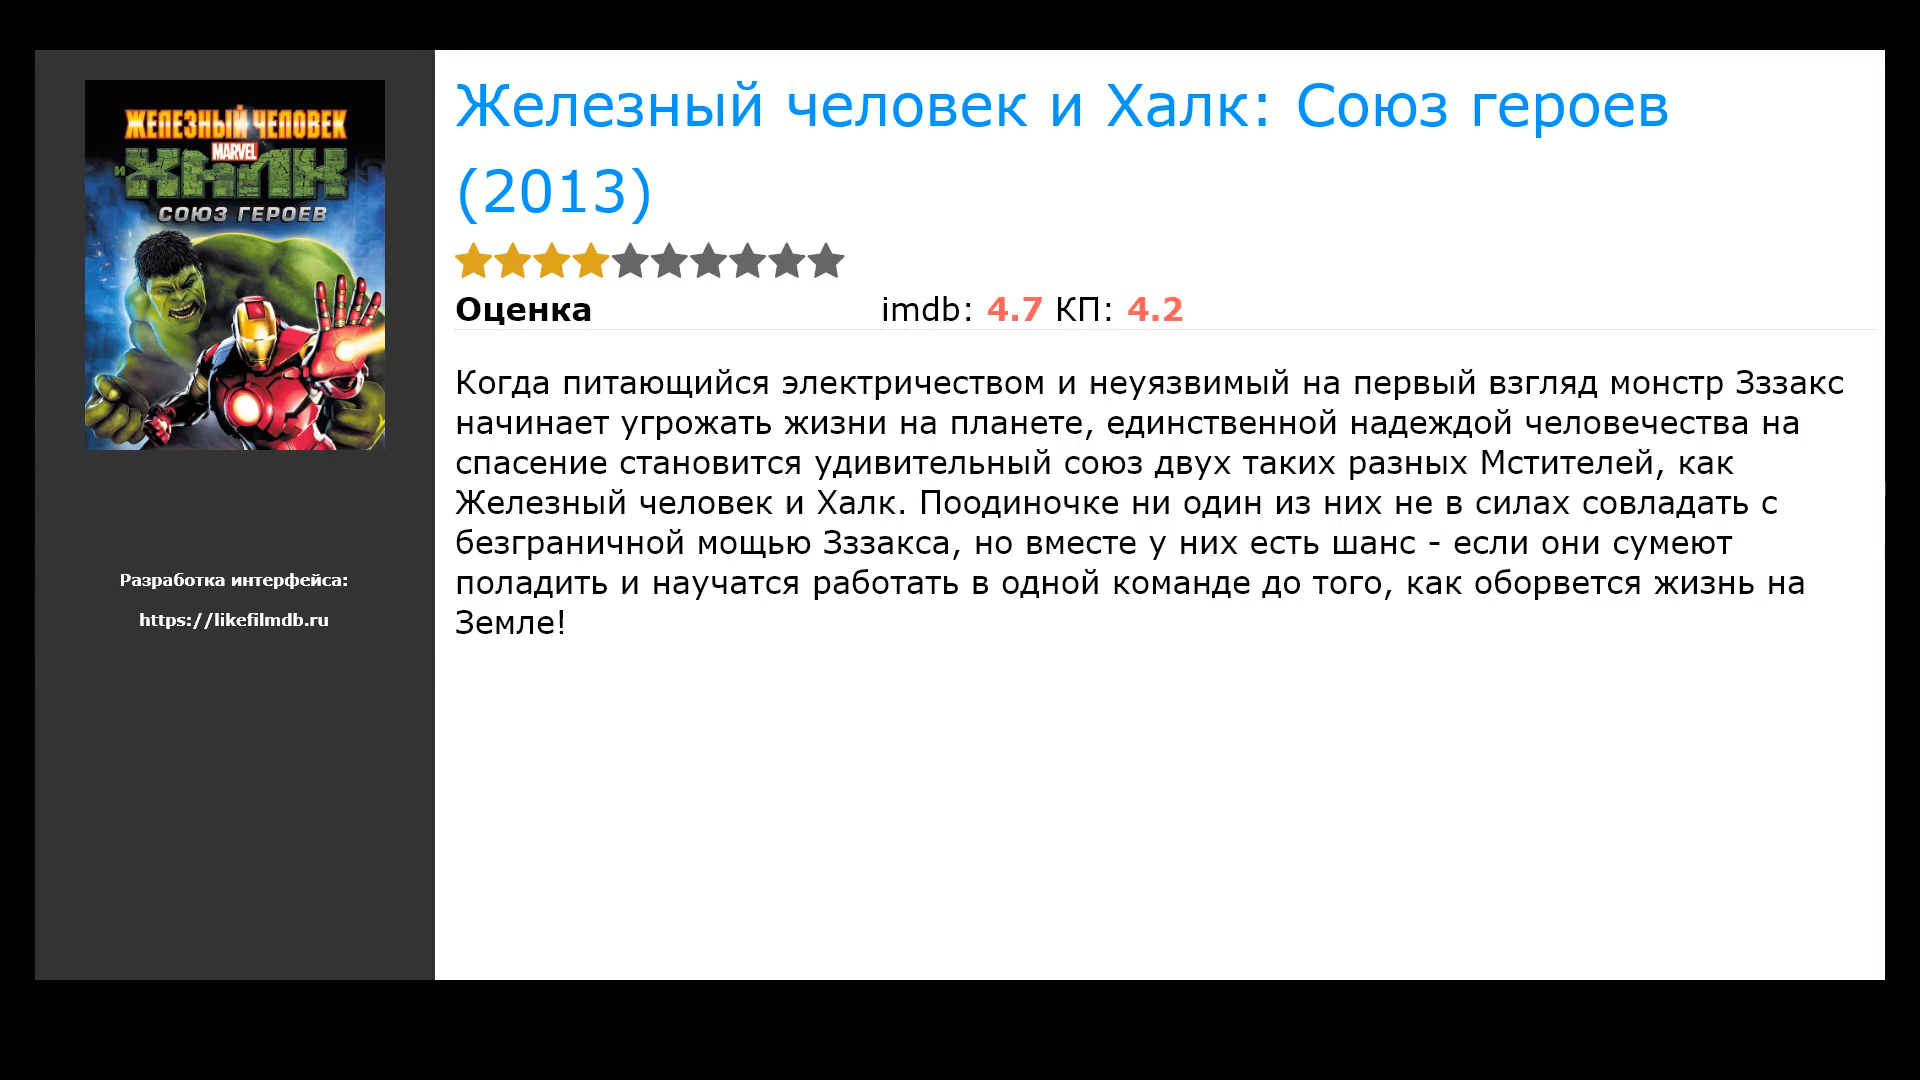 ЖЕЛЕЗНЫЙ ЧЕЛОВЕК
MARVEL
И ХАЛК
СОЮЗ ГЕРОЕВ
Разработка интерфейса:
https://likefilmdb.ru
Железный человек и Халк: Союз героев
(2013)
Оценка imdb: 4.7 КП: 4.2
Когда питающийся электричеством и неуязвимый на первый взгляд монстр Зззакс
начинает угрожать жизни на планете, единственной надеждой человечества на
спасение становится удивительный союз двух таких разных Мстителей, как
Железный человек и Халк. Поодиночке ни один из них не в силах совладать с
безграничной мощью Зззакса, но вместе у них есть шанс - если они сумеют
поладить и научатся работать в одной команде до того, как оборвется жизнь на
Земле!